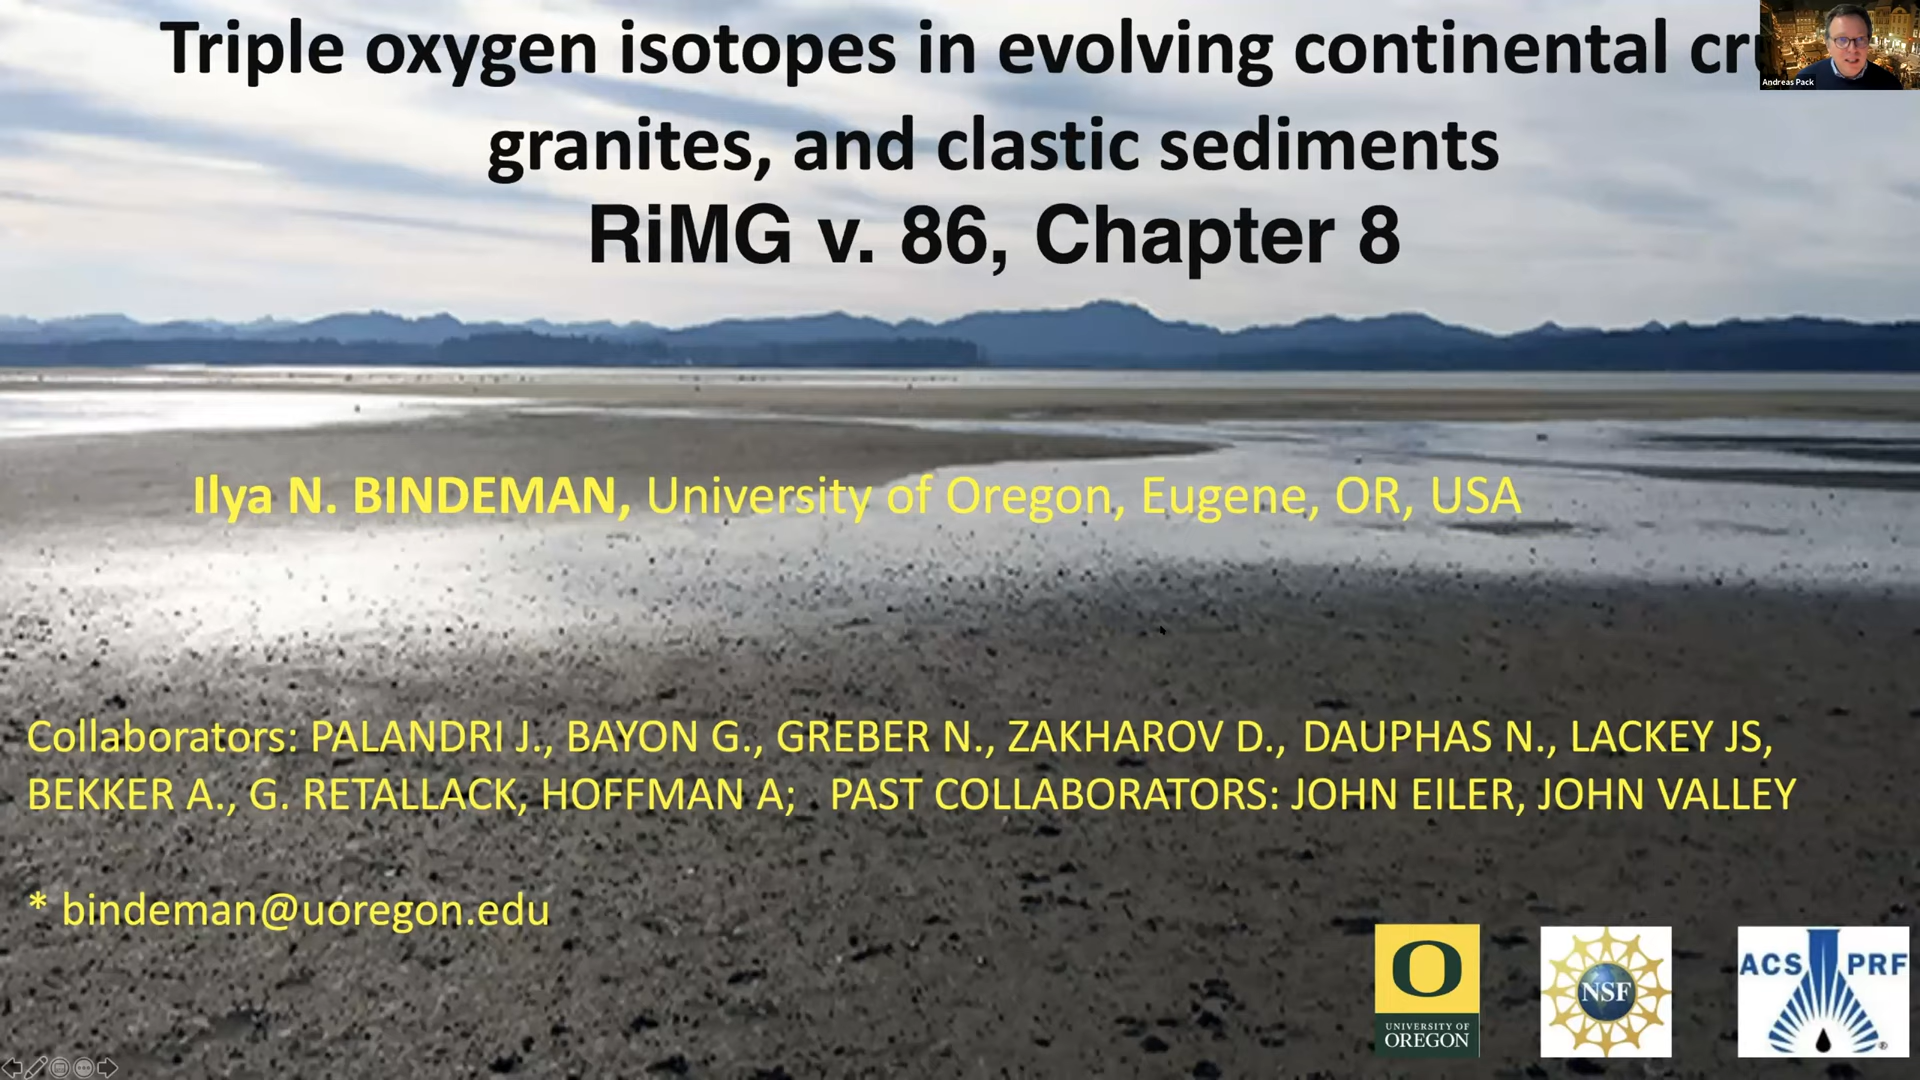 Triple oxygen isotopes in evolving continental
granites, and clastic sediments
RiMG v. 86, Chapter 8
Andreas Pack
Ilya N. BINDEMAN, University of Oregon, Eugene, OR, USA
Collaborators: PALANDRI J., BAYON G., GREBER N., ZAKHAROV D., DAUPHAS N., LACKEY JS,
BEKKER A., G. RETALLACK, HOFFMAN A; PAST COLLABORATORS: JOHN EILER, JOHN VALLEY
* bindeman@uoregon.edu
O
UNIVERSITY OF
OREGON
NSF
ACS PRF
®